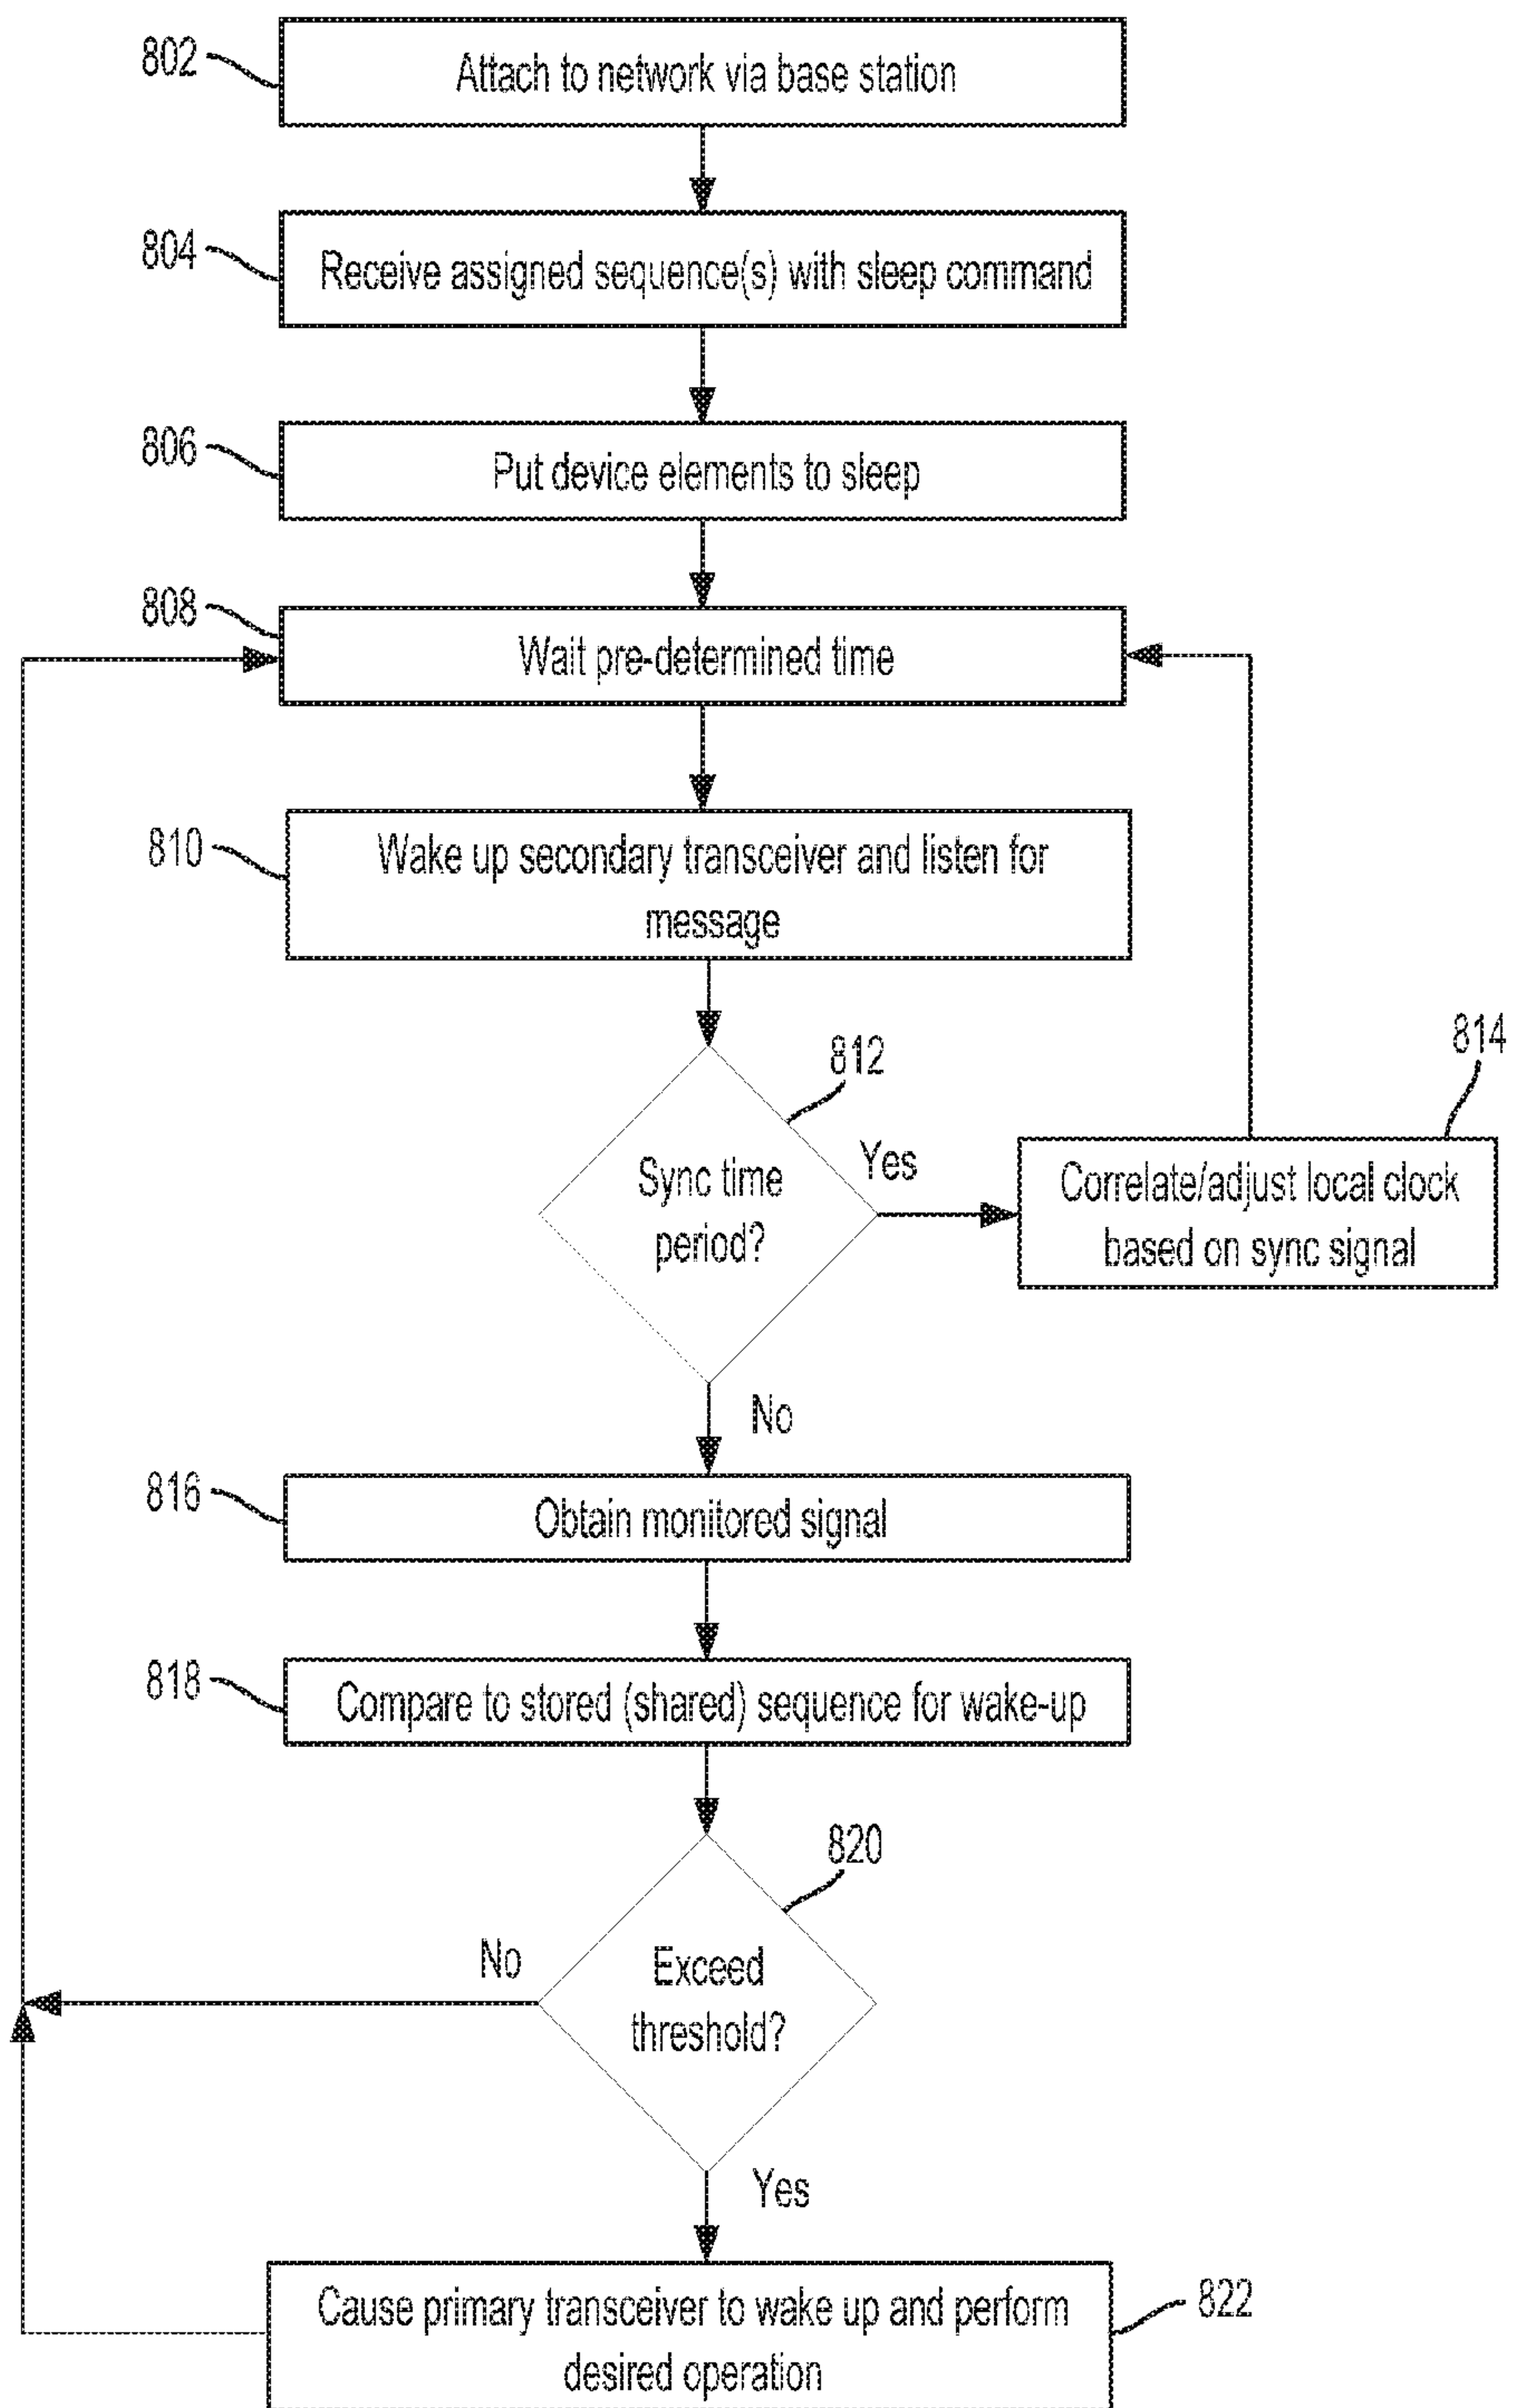 802
Attach to network via base station
804
Receive assigned sequence(s) with sleep command
806
Put device elements to sleep
808
Wait pre-determined time
810
Wake up secondary transceiver and listen for
message
812
814
Sync time
period?
Yes
Correlate/adjust local clock
based on sync signal
No
816
Obtain monitored signal
818
Compare to stored (shared) sequence for wake-up
820
No
Exceed
threshold?
Yes
Cause primary transceiver to wake up and perform
desired operation
822